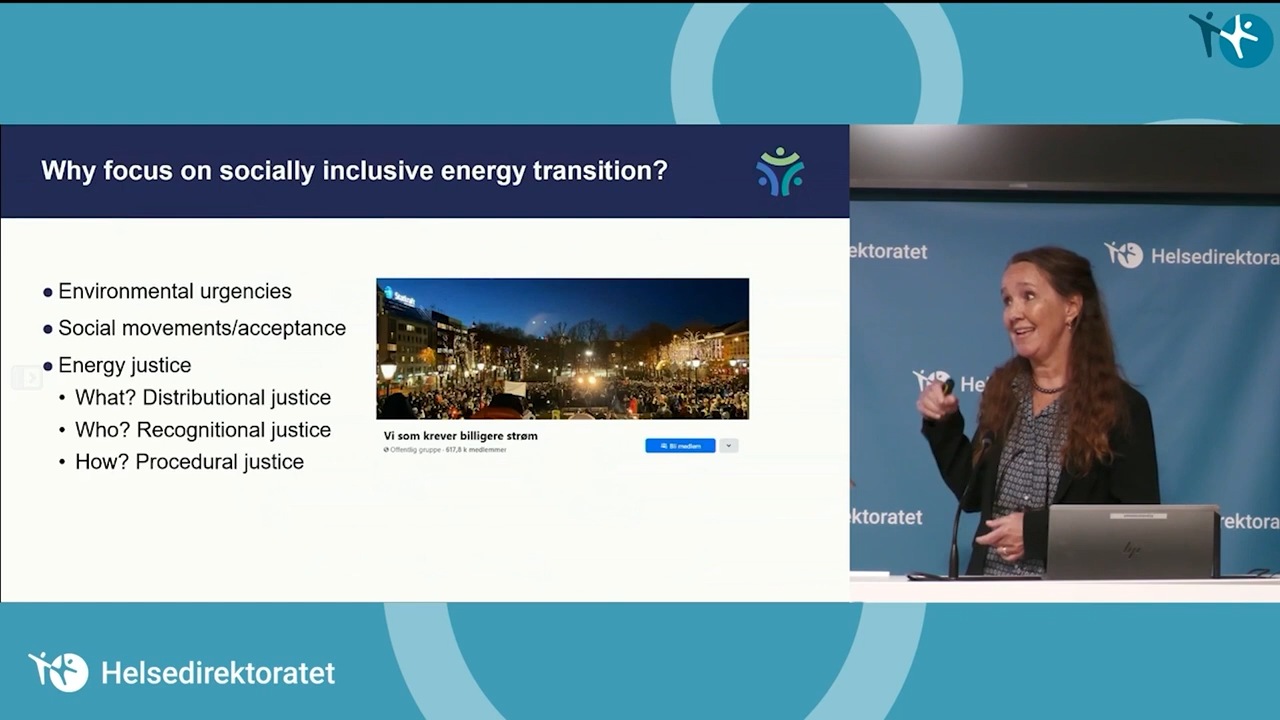 Why focus on socially inclusive energy transition?
Environmental urgencies
Social movements/acceptance
Energy justice
What? Distributional justice
Who? Recognitional justice
How? Procedural justice
Statkraft
Vi som krever billigere strøm
Offentlig gruppe · 617,8 k medlemmer
Bli medlem
ektoratet
Helsedirektora
He
ektoratet
ektora
hp
Helsedirektoratet